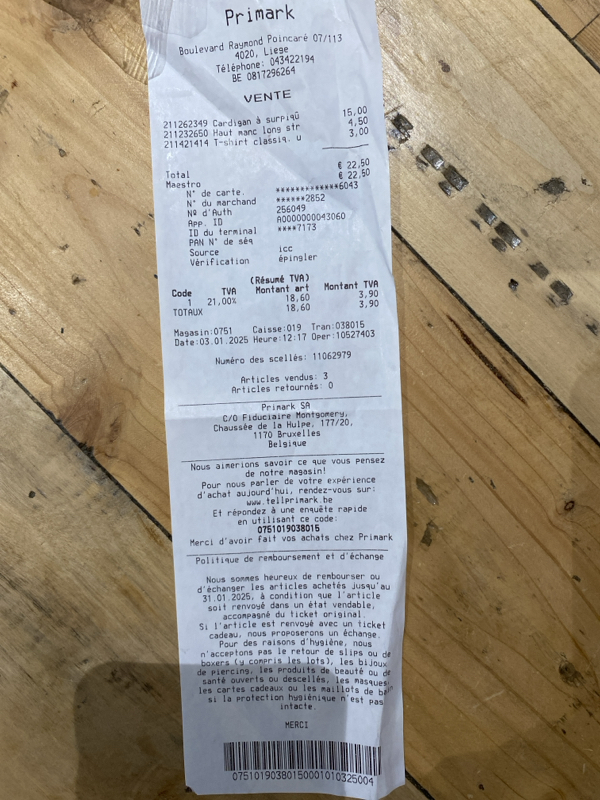 Primark
Boulevard Raymond Poincaré 07/113
4020, Liege
Téléphone: 043422194
BE 0817296264
VENTE
211262349 Cardigan à surpiqû 15,00
211232650 Haut manc long str 4,50
211421414 T-shirt classiq. u 3,00
Total € 22,50
Maestro € 22,50
N° de carte. ************6043
N° du marchand ******2852
Nº d'Auth 256049
App. ID A0000000043060
ID du terminal ****7173
PAN N° de séq
Source icc
Vérification épingler
(Résumé TVA)
Code TVA Montant art Montant TVA
1 21,00% 18,60 3,90
TOTAUX 18,60 3,90
Magasin:0751 Caisse:019 Tran:038015
Date:03.01.2025 Heure:12:17 Oper:10527403
Numéro des scellés: 11062979
Articles vendus: 3
Articles retournés: 0
Primark SA
C/O Fiduciaire Montgomery,
Chaussée de la Hulpe, 177/20,
1170 Bruxelles
Belgique
Nous aimerions savoir ce que vous pensez
de notre magasin!
Pour nous parler de votre expérience
d'achat aujourd'hui, rendez-vous sur:
www.tellprimark.be
Et répondez à une enquête rapide
en utilisant ce code:
0751019038015
Merci d'avoir fait vos achats chez Primark
Politique de remboursement et d'échange
Nous sommes heureux de rembourser ou
d'échanger les articles achetés jusqu'au
31.01.2025, à condition que l'article
soit renvoyé dans un état vendable,
accompagné du ticket original.
Si l'article est renvoyé avec un ticket
cadeau, nous proposerons un échange.
Pour des raisons d'hygiène, nous
n'acceptons pas le retour de slips ou de
boxers (y compris les lots), les bijoux
de piercing, les produits de beauté ou de
santé ouverts ou descellés, les masques,
les cartes cadeaux ou les maillots de bain
si la protection hygiénique n'est pas
intacte.
MERCI
07510190380150001010325004